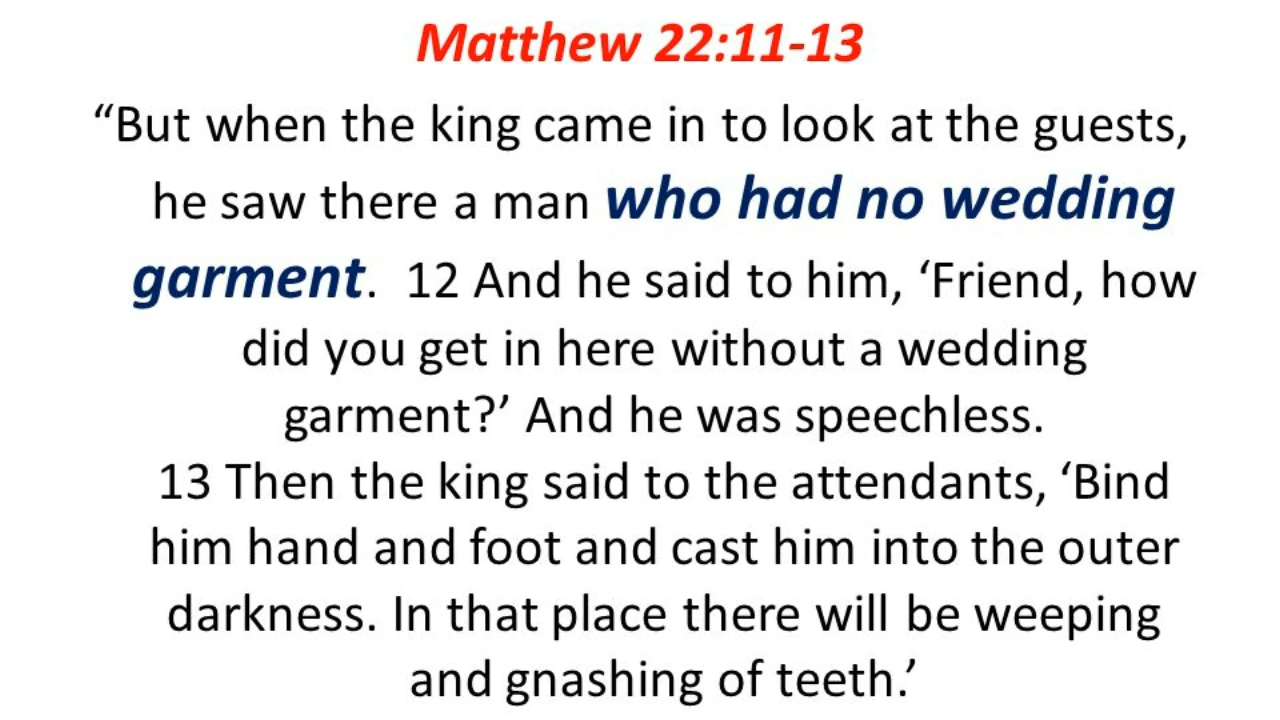 Matthew 22:11-13
“But when the king came in to look at the guests,
he saw there a man who had no wedding
garment. 12 And he said to him, ‘Friend, how
did you get in here without a wedding
garment?’ And he was speechless.
13 Then the king said to the attendants, ‘Bind
him hand and foot and cast him into the outer
darkness. In that place there will be weeping
and gnashing of teeth.’